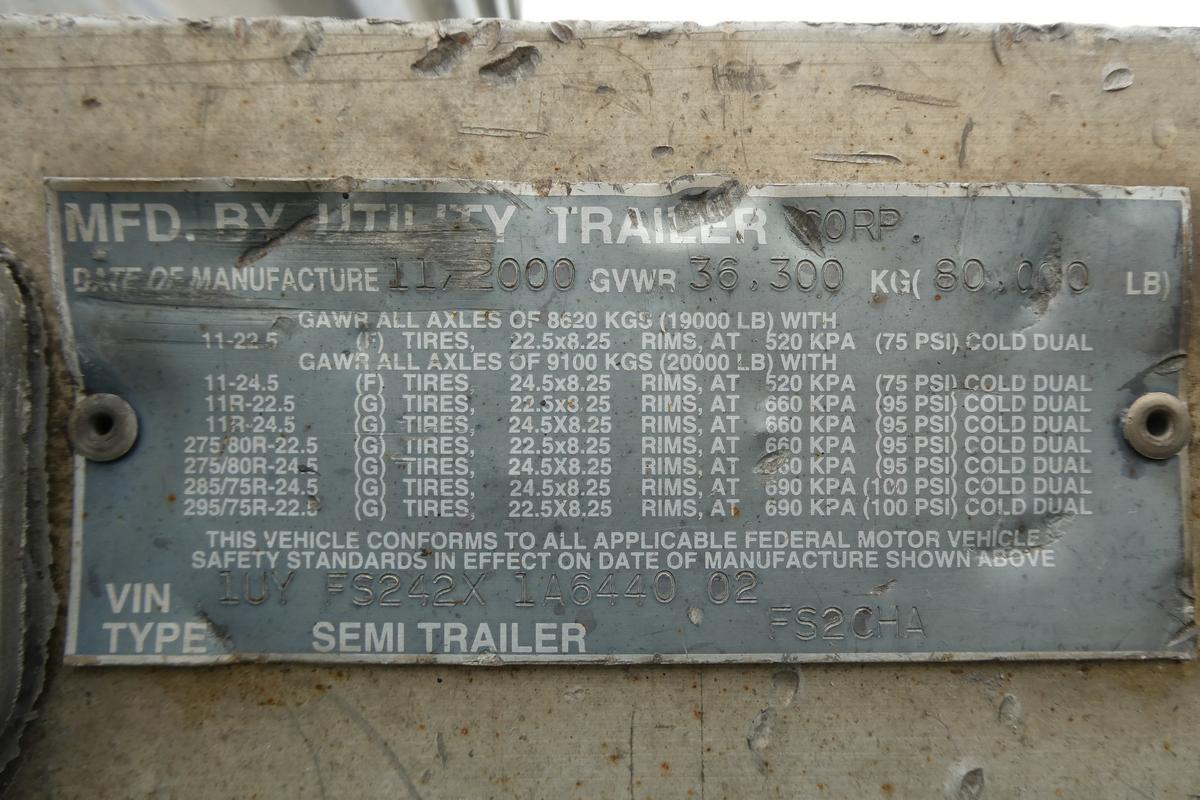 MFD. BY UTILITY TRAILER CORP.
DATE OF MANUFACTURE 11/2000 GVWR 36,300 KG( 80,000 LB)
GAWR ALL AXLES OF 8620 KGS (19000 LB) WITH
11-22.5 (F) TIRES, 22.5x8.25 RIMS, AT 520 KPA (75 PSI) COLD DUAL
GAWR ALL AXLES OF 9100 KGS (20000 LB) WITH
11-24.5 (F) TIRES, 24.5x8.25 RIMS, AT 520 KPA (75 PSI) COLD DUAL
11R-22.5 (G) TIRES, 22.5x8.25 RIMS, AT 660 KPA (95 PSI) COLD DUAL
11R-24.5 (G) TIRES, 24.5X8.25 RIMS, AT 660 KPA (95 PSI) COLD DUAL
275/80R-22.5 (G) TIRES, 22.5x8.25 RIMS, AT 660 KPA (95 PSI) COLD DUAL
275/80R-24.5 (G) TIRES, 24.5X8.25 RIMS, AT 660 KPA (95 PSI) COLD DUAL
285/75R-24.5 (G) TIRES, 24.5x8.25 RIMS, AT 690 KPA (100 PSI) COLD DUAL
295/75R-22.5 (G) TIRES, 22.5x8.25 RIMS, AT 690 KPA (100 PSI) COLD DUAL
THIS VEHICLE CONFORMS TO ALL APPLICABLE FEDERAL MOTOR VEHICLE
SAFETY STANDARDS IN EFFECT ON DATE OF MANUFACTURE SHOWN ABOVE
VIN 1UY FS242X 1A6440 02
TYPE SEMI TRAILER FS2CHA